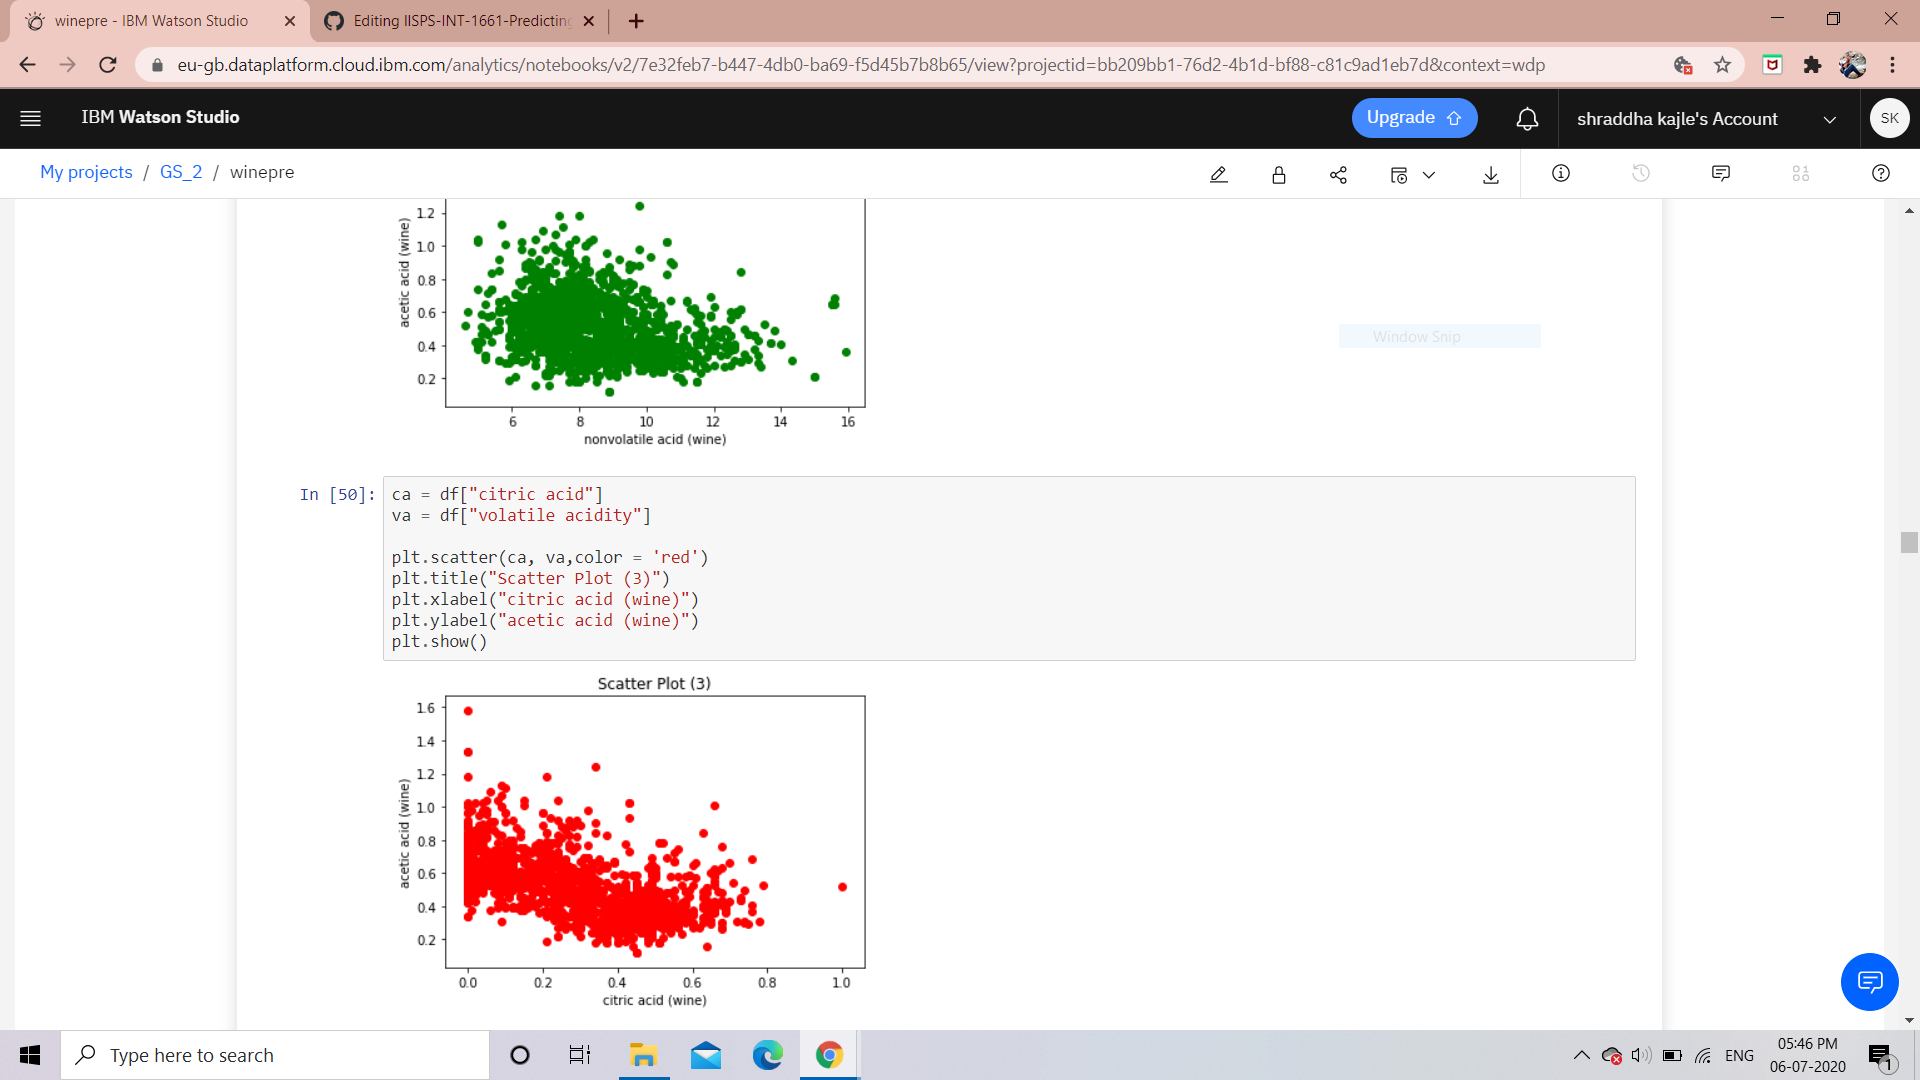 winepre - IBM Watson Studio
Editing IISPS-INT-1661-Predicting
eu-gb.dataplatform.cloud.ibm.com/analytics/notebooks/v2/7e32feb7-b447-4db0-ba69-f5d45b7b8b65/view?projectid=bb209bb1-76d2-4b1d-bf88-c81c9ad1eb7d&context=wdp
IBM Watson Studio
Upgrade
shraddha kajle's Account
SK
My projects / GS_2 / winepre
1.2
1.0
0.8
0.6
0.4
0.2
acetic acid (wine)
6 8 10 12 14 16
nonvolatile acid (wine)
Window Snip
In [50]:
ca = df["citric acid"]
va = df["volatile acidity"]
plt.scatter(ca, va,color = 'red')
plt.title("Scatter Plot (3)")
plt.xlabel("citric acid (wine)")
plt.ylabel("acetic acid (wine)")
plt.show()
Scatter Plot (3)
1.6
1.4
1.2
1.0
0.8
0.6
0.4
0.2
acetic acid (wine)
0.0 0.2 0.4 0.6 0.8 1.0
citric acid (wine)
Type here to search
ENG
05:46 PM
06-07-2020
1